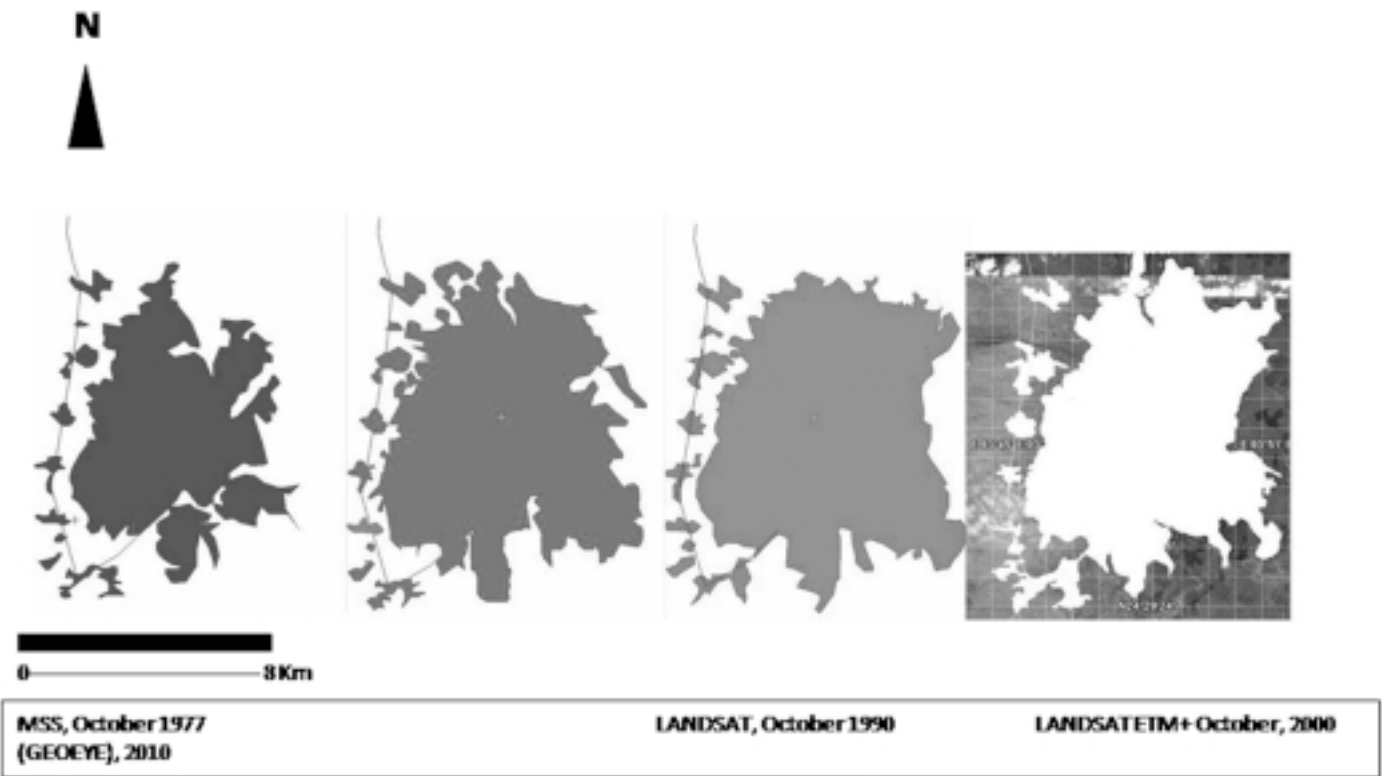 N
0 8 Km
MSS, October 1977 LANDSAT, October 1990 LANDSAT ETM+ October, 2000
(GEOEYE), 2010